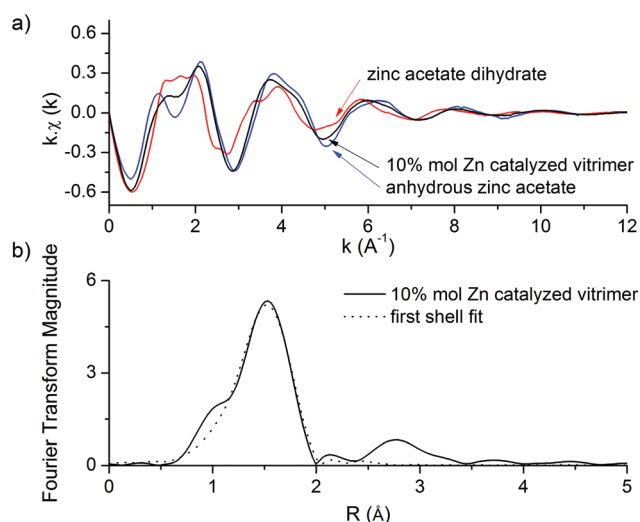 a)
0.6
0.3
0.0
-0.3
-0.6
k.χ (k)
zinc acetate dihydrate
10% mol Zn catalyzed vitrimer
anhydrous zinc acetate
0 2 4 6 8 10 12
k (A⁻¹)
b)
6
3
0
Fourier Transform Magnitude
10% mol Zn catalyzed vitrimer
first shell fit
0 1 2 3 4 5
R (Å)